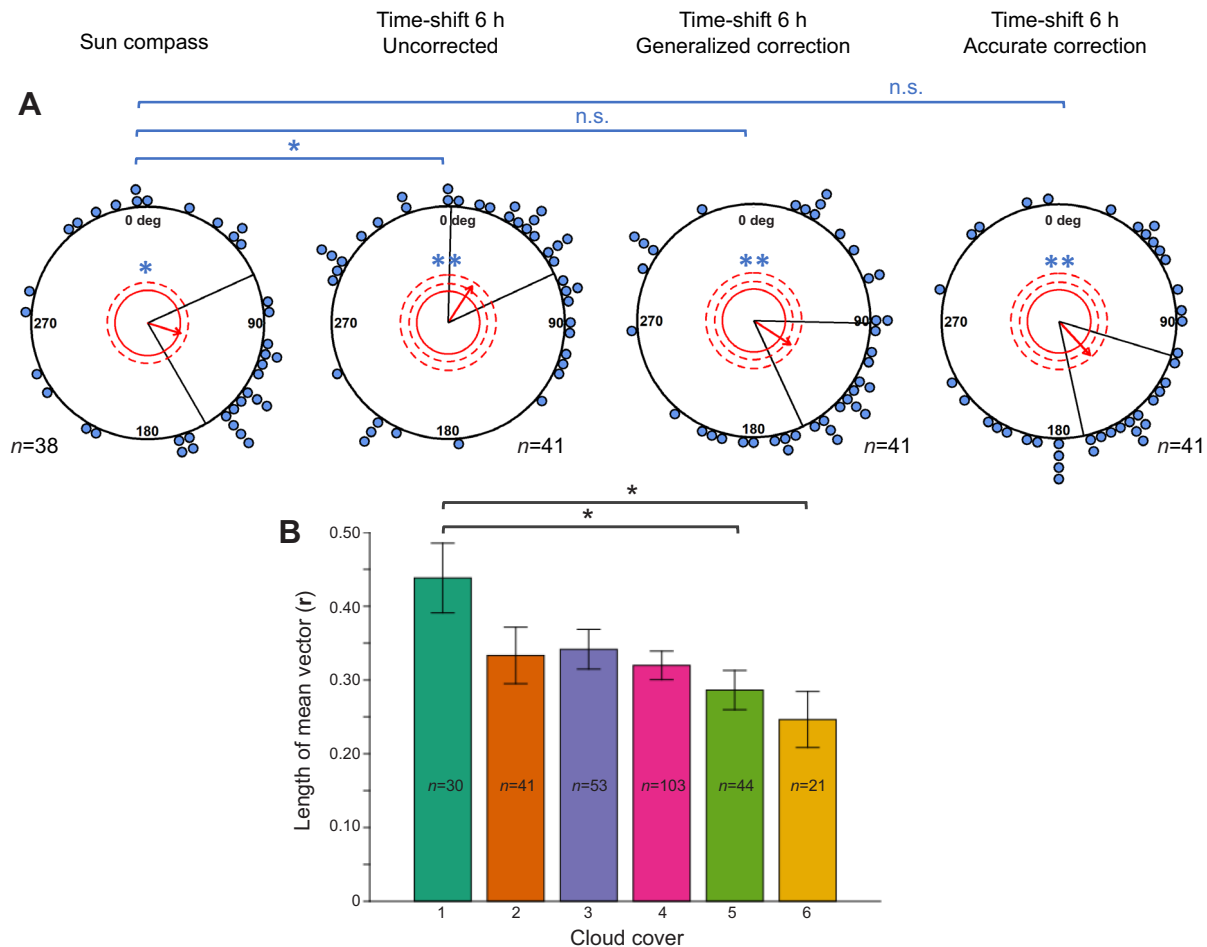 Sun compass
Time-shift 6 h
Uncorrected
Time-shift 6 h
Generalized correction
Time-shift 6 h
Accurate correction
A
n.s.
n.s.
*
0 deg
*
270
90
180
n=38
0 deg
**
270
90
180
n=41
0 deg
**
270
90
180
n=41
0 deg
**
270
90
180
n=41
B
*
*
Length of mean vector (r)
0.50
0.40
0.30
0.20
0.10
0
n=30
n=41
n=53
n=103
n=44
n=21
1
2
3
4
5
6
Cloud cover